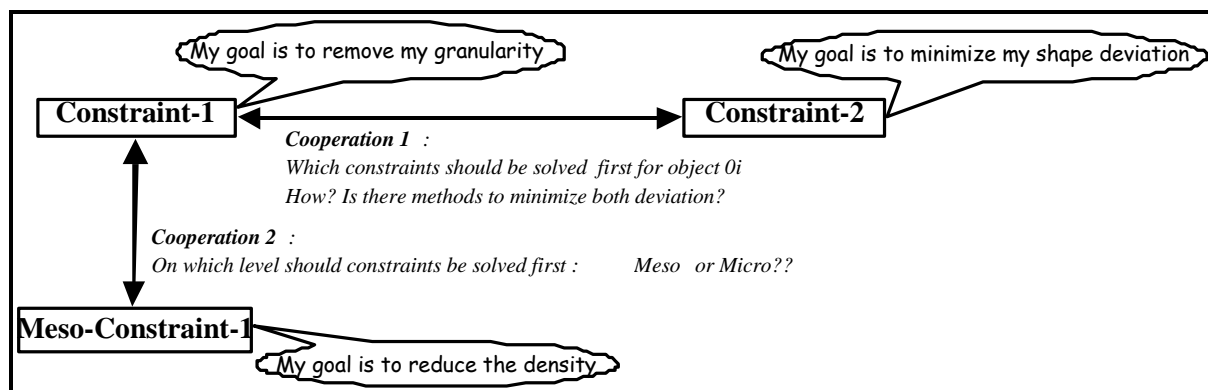 My goal is to remove my granularity
My goal is to minimize my shape deviation
Constraint-1
Constraint-2
Cooperation 1 :
Which constraints should be solved first for object 0i
How? Is there methods to minimize both deviation?
Cooperation 2 :
On which level should constraints be solved first : Meso or Micro??
Meso-Constraint-1
My goal is to reduce the density